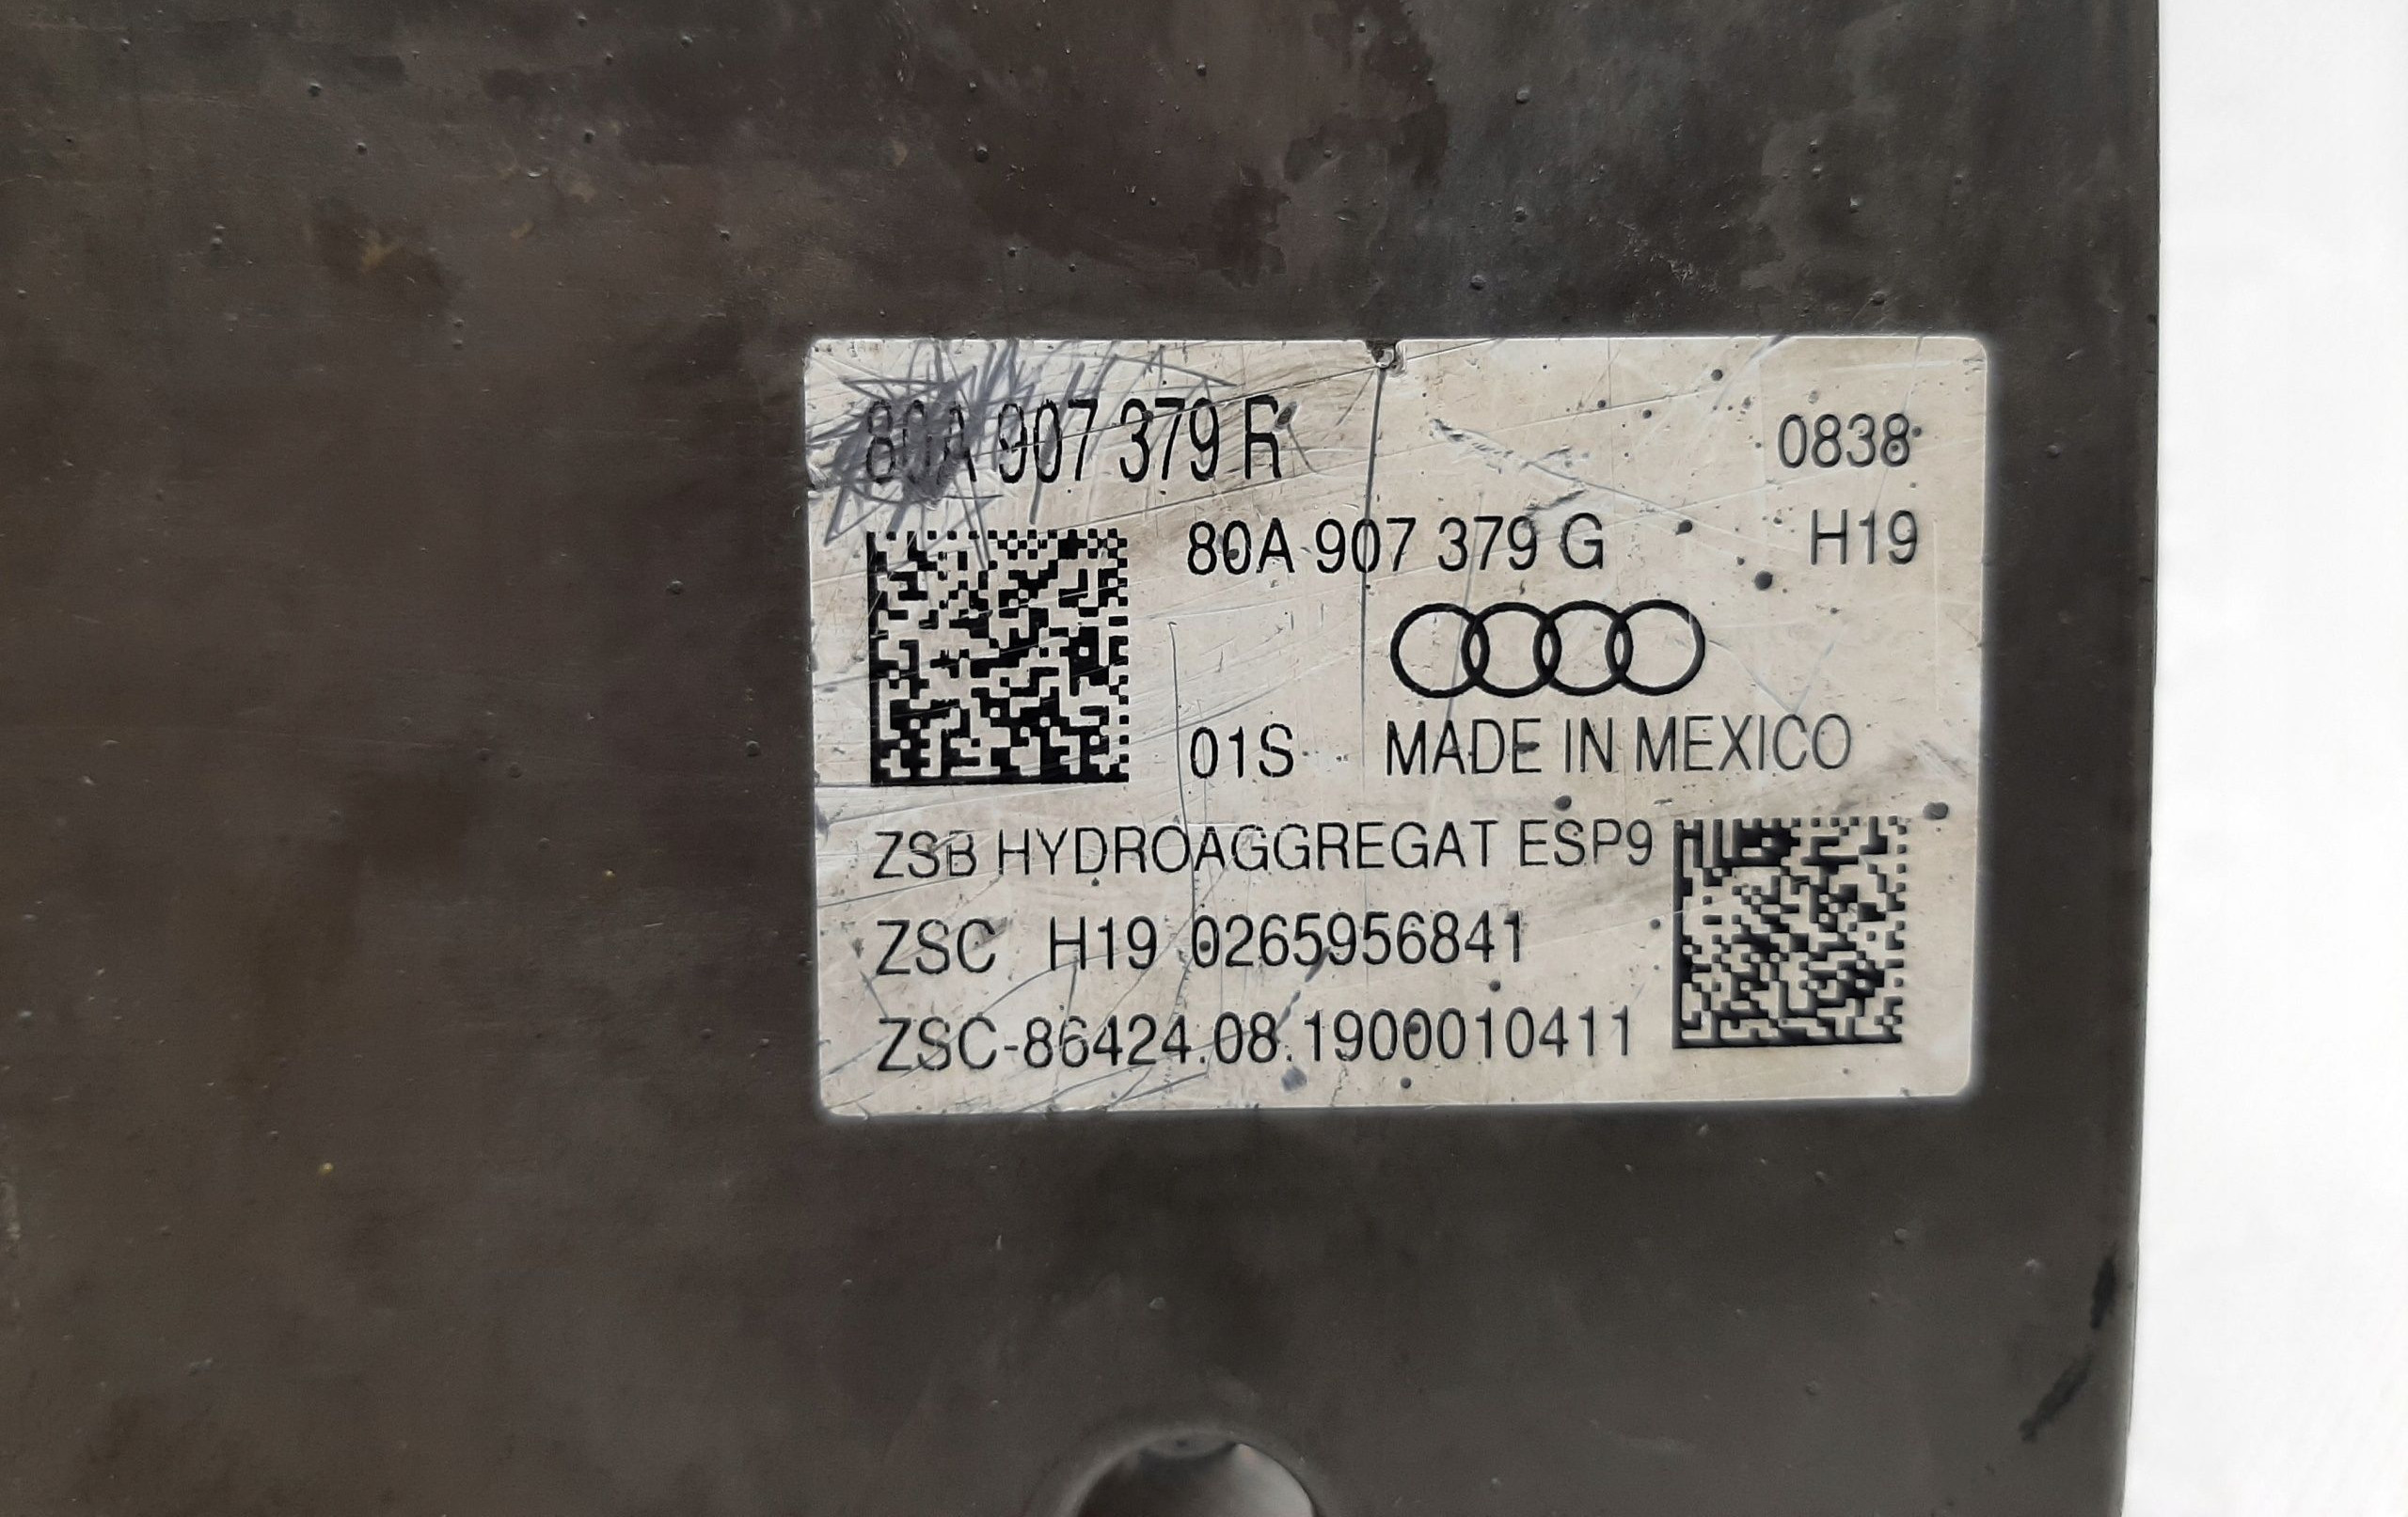 80A 907 379 R 0838
80A 907 379 G H19
01S MADE IN MEXICO
ZSB HYDROAGGREGAT ESP9
ZSC H19 0265956841
ZSC-86424.08.1900010411